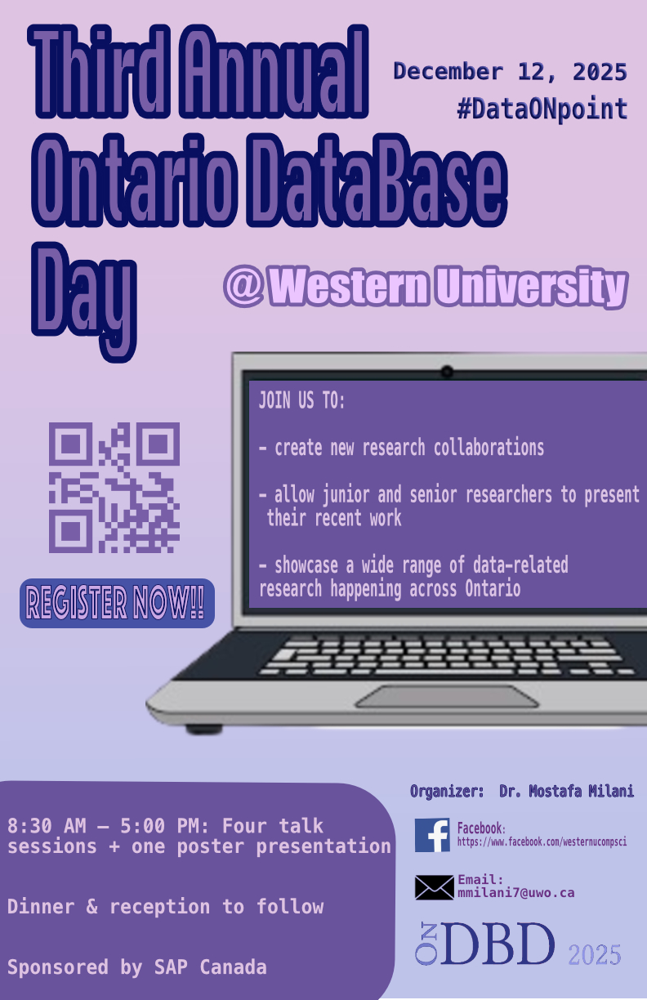 Third Annual
December 12, 2025
#DataONpoint
Ontario DataBase
Day
@ Western University
JOIN US TO:
– create new research collaborations
– allow junior and senior researchers to present
their recent work
– showcase a wide range of data–related
research happening across Ontario
REGISTER NOW!!
8:30 AM – 5:00 PM: Four talk
sessions + one poster presentation
Dinner & reception to follow
Sponsored by SAP Canada
Organizer: Dr. Mostafa Milani
Facebook:
https://www.facebook.com/westernucompsci
Email:
mmilani7@uwo.ca
ON DBD 2025